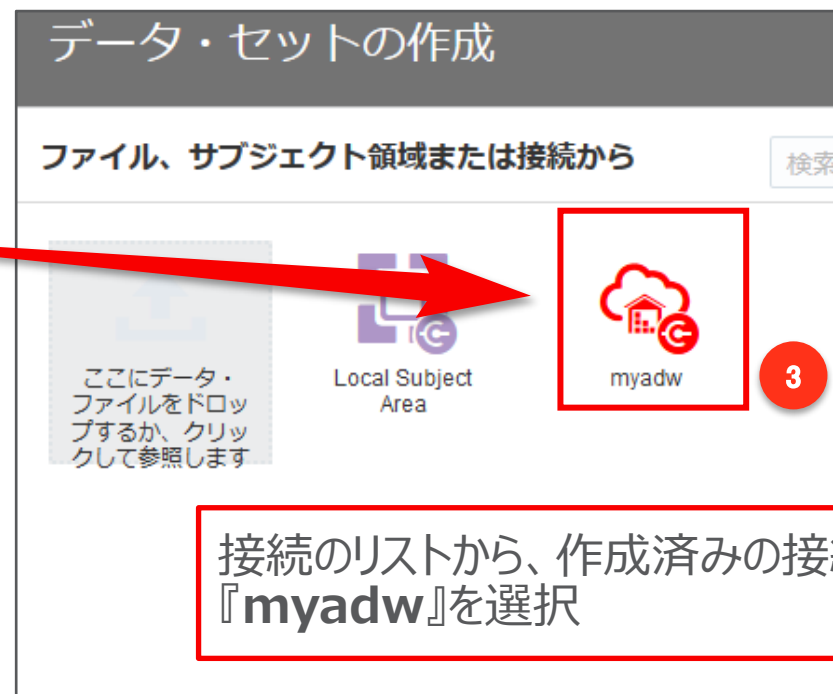 データ・セットの作成
ファイル、サブジェクト領域または接続から
検索
ここにデータ・
ファイルをドロッ
プするか、クリッ
クして参照します
Local Subject
Area
myadw
3
接続のリストから、作成済みの接続
『myadw』を選択